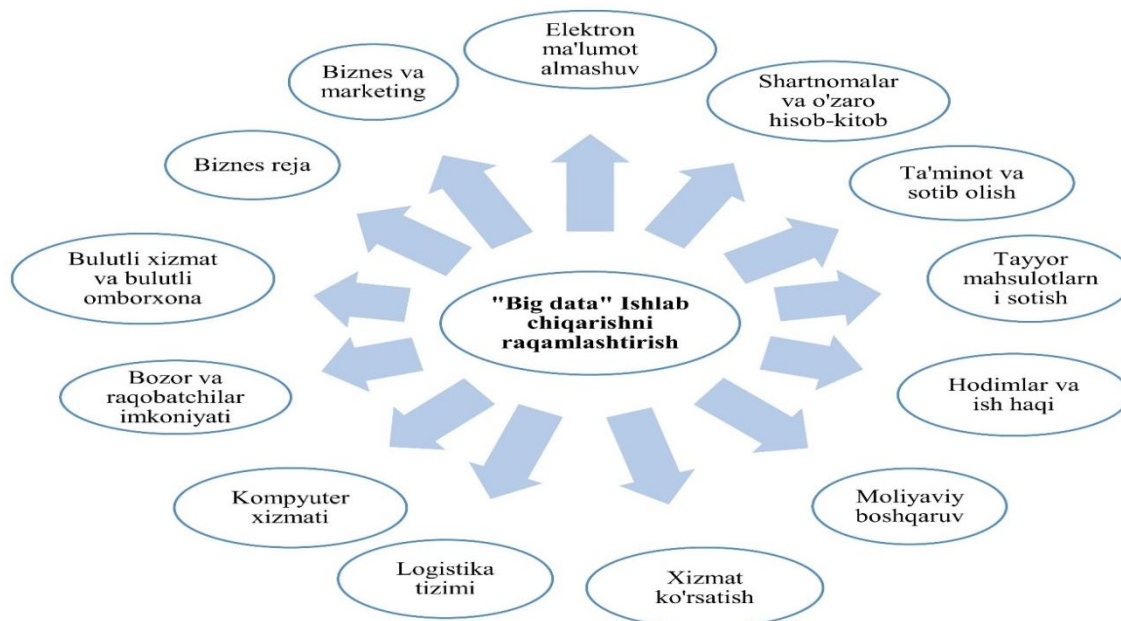 Elektron
ma'lumot
almashuv
Biznes va
marketing
Shartnomalar
va o'zaro
hisob-kitob
Biznes reja
Ta'minot va
sotib olish
Bulutli xizmat
va bulutli
omborxona
Tayyor
mahsulotlarn
i sotish
"Big data" Ishlab
chiqarishni
raqamlashtirish
Bozor va
raqobatchilar
imkoniyati
Hodimlar va
ish haqi
Kompyuter
xizmati
Moliyaviy
boshqaruv
Logistika
tizimi
Xizmat
ko'rsatish